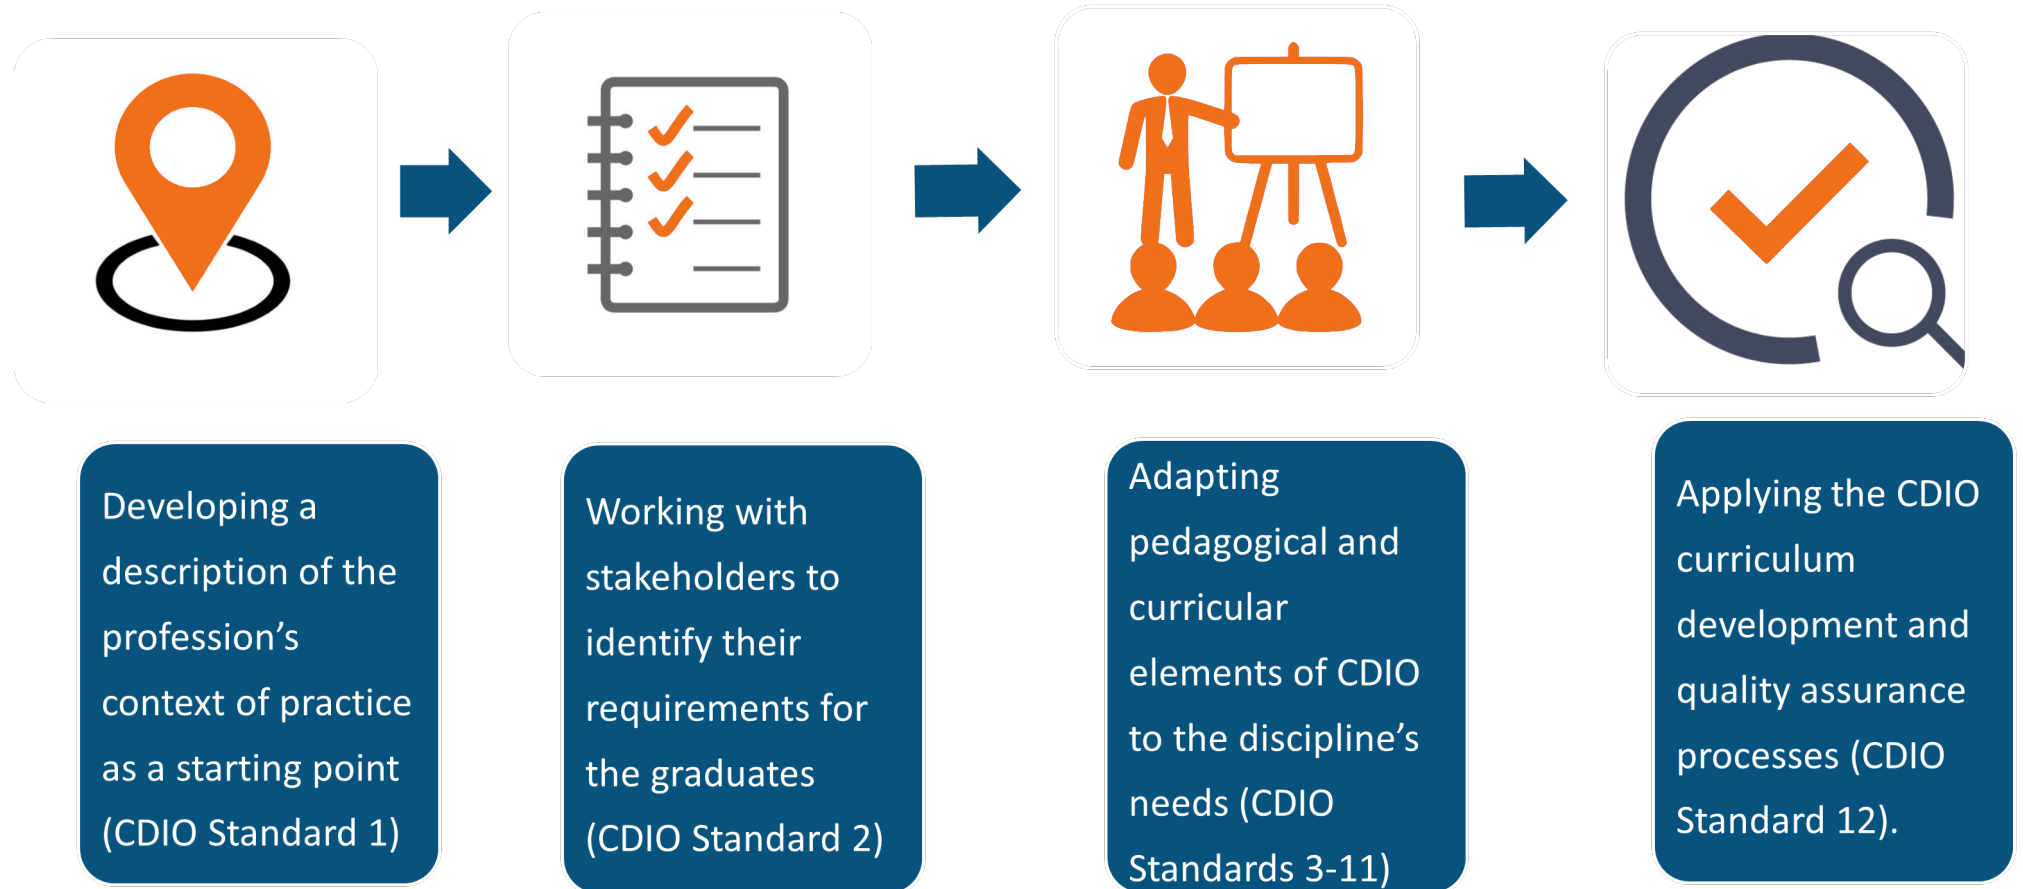 Developing a
description of the
profession’s
context of practice
as a starting point
(CDIO Standard 1)
Working with
stakeholders to
identify their
requirements for
the graduates
(CDIO Standard 2)
Adapting
pedagogical and
curricular
elements of CDIO
to the discipline’s
needs (CDIO
Standards 3-11)
Applying the CDIO
curriculum
development and
quality assurance
processes (CDIO
Standard 12).